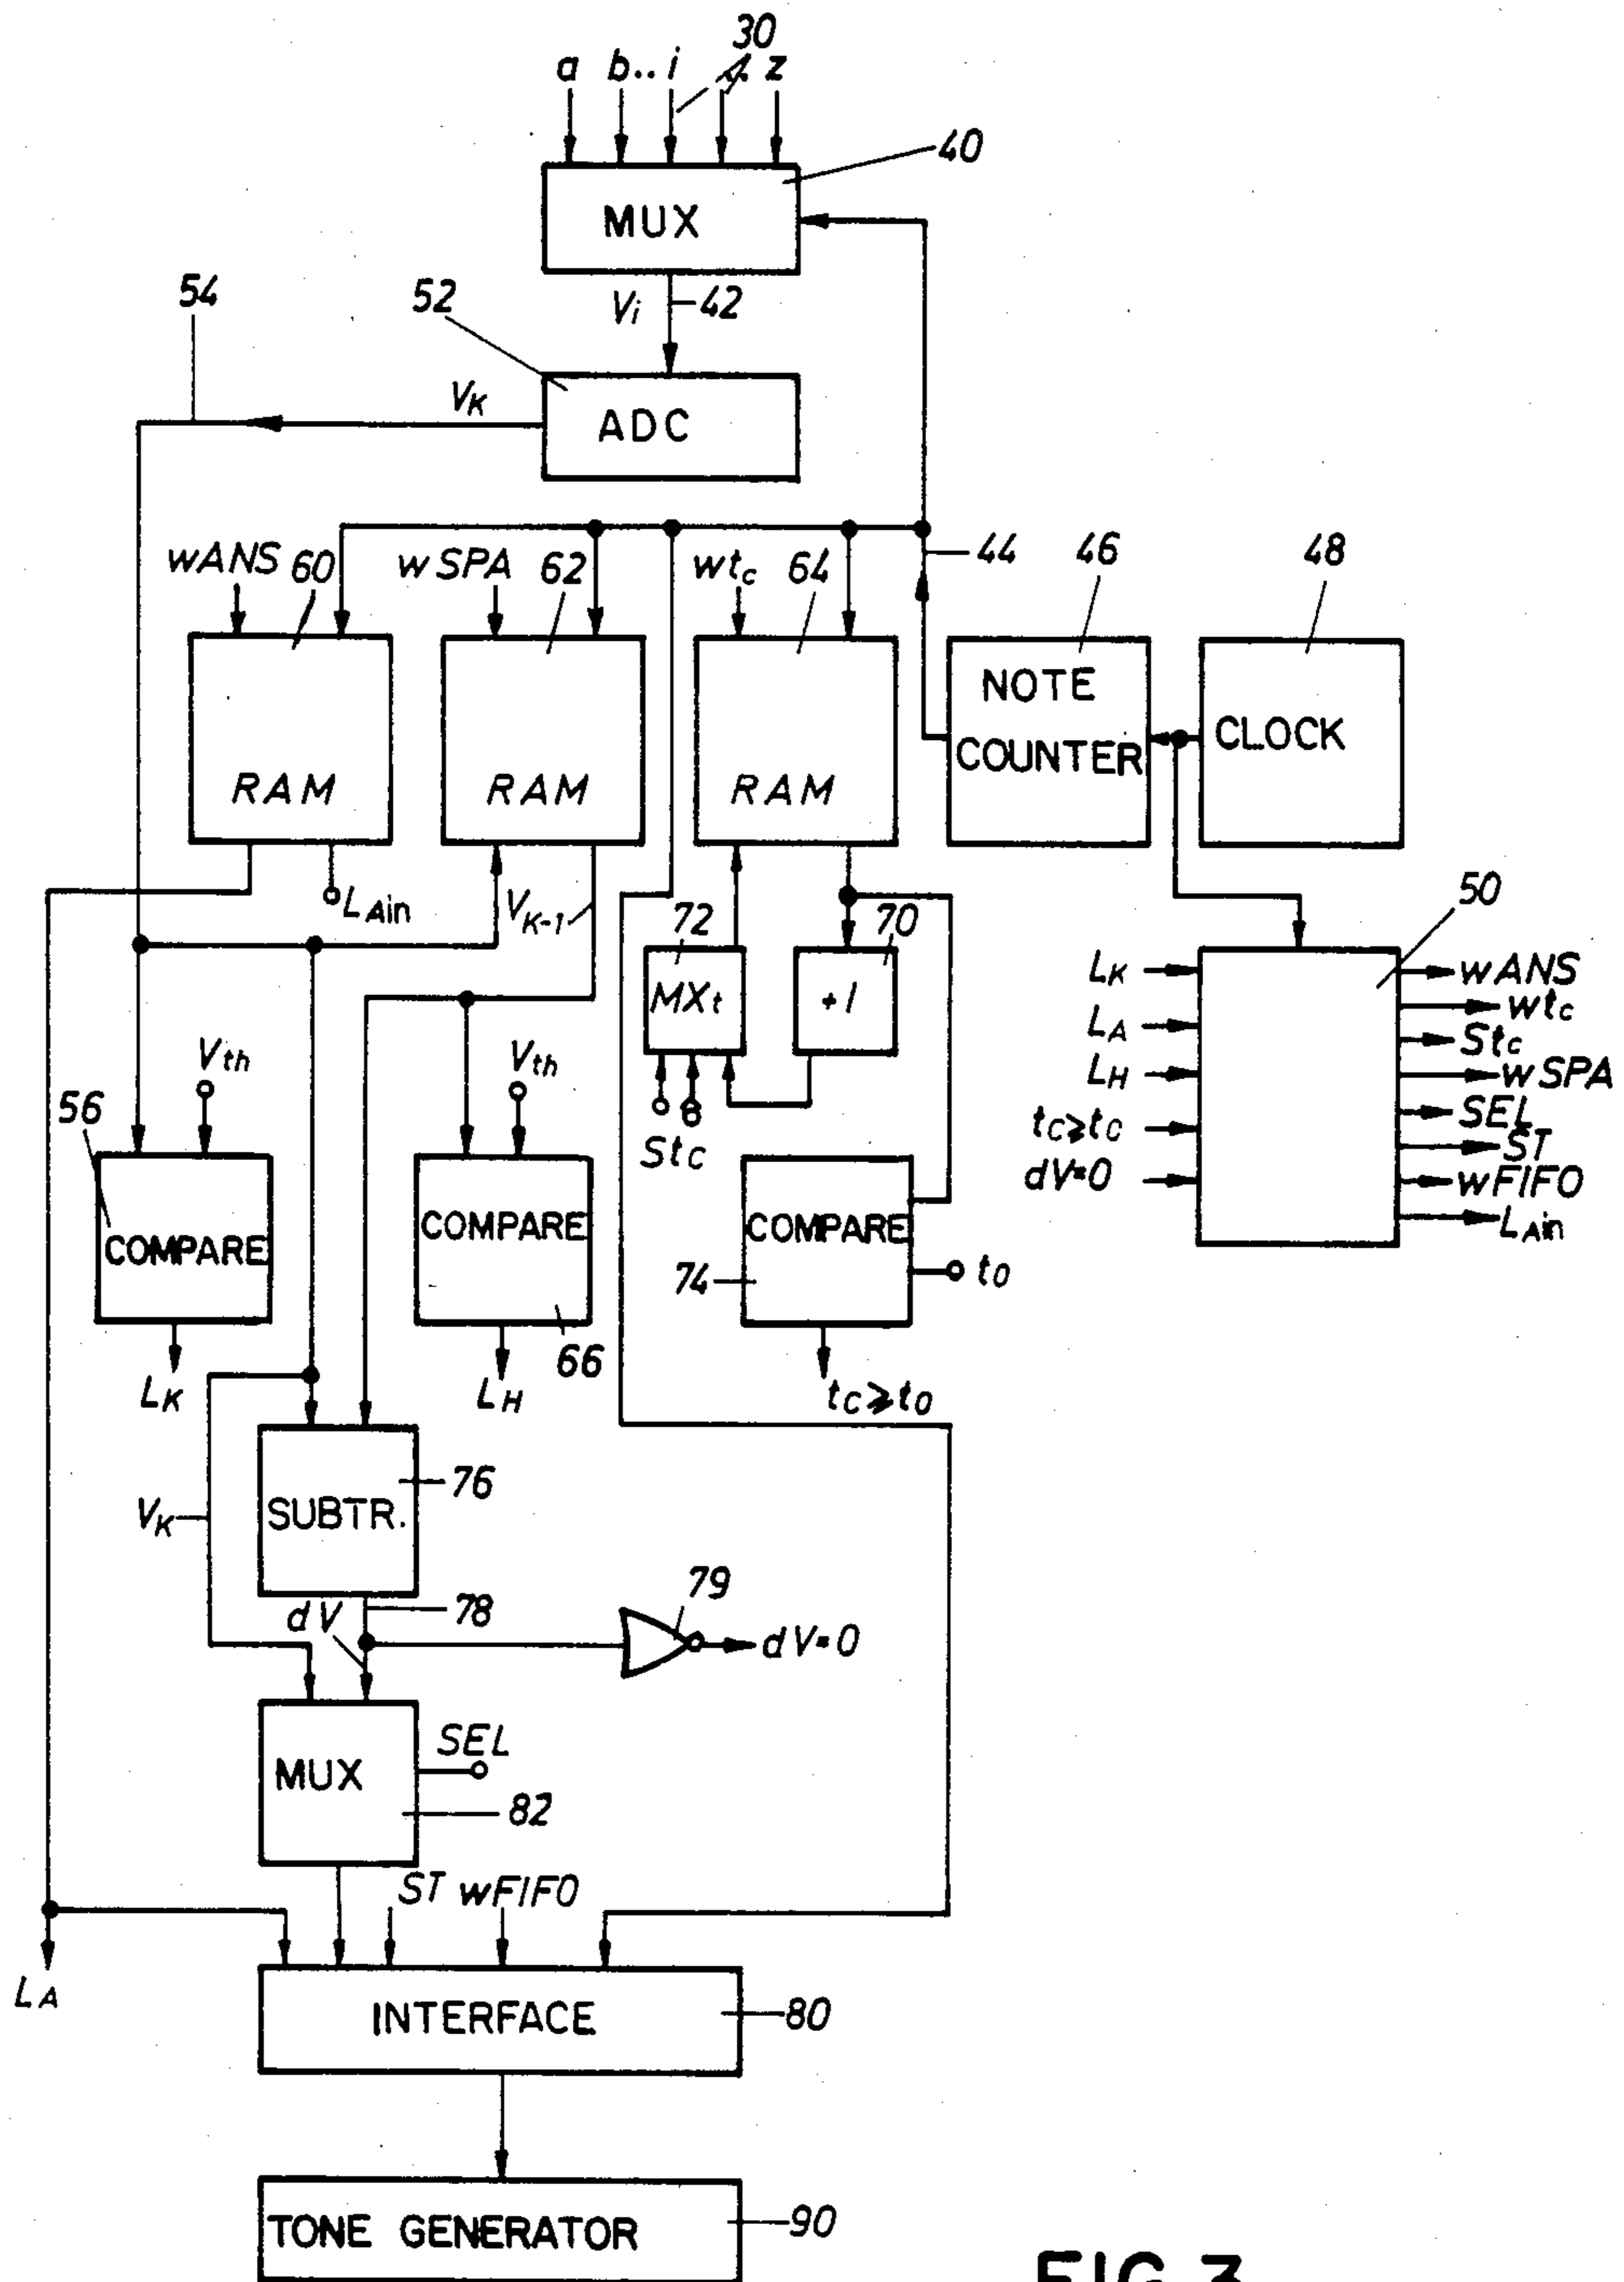 30
a b.. i z
40
MUX
Vi 42
54
52
VK
ADC
44 46 48
wANS 60 wSPA 62 wtc 64
NOTE
COUNTER
CLOCK
RAM RAM RAM
LAin VK-1 72 70 50
MXt +1
LK wANS
LA wtc
Stc
LH wSPA
tc≥to SEL
ST
dV=0 wFIFO
LAin
Vth Vth
56
Stc
COMPARE COMPARE COMPARE
74 to
66
LK LH tc≥to
76
VK SUBTR.
79
dV 78
dV=0
SEL
MUX
82
ST wFIFO
LA
INTERFACE 80
TONE GENERATOR 90
FIG. 3